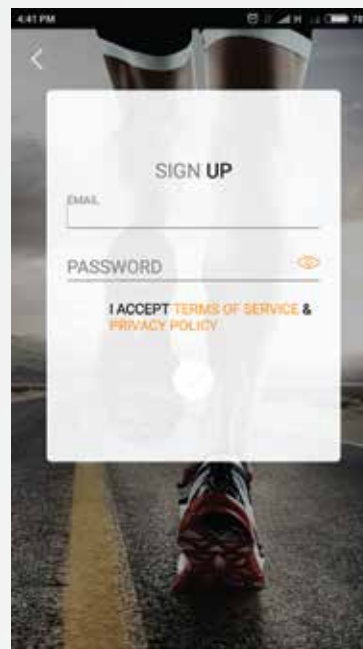 4:41 PM
SIGN UP
EMAIL
PASSWORD
I ACCEPT TERMS OF SERVICE &
PRIVACY POLICY